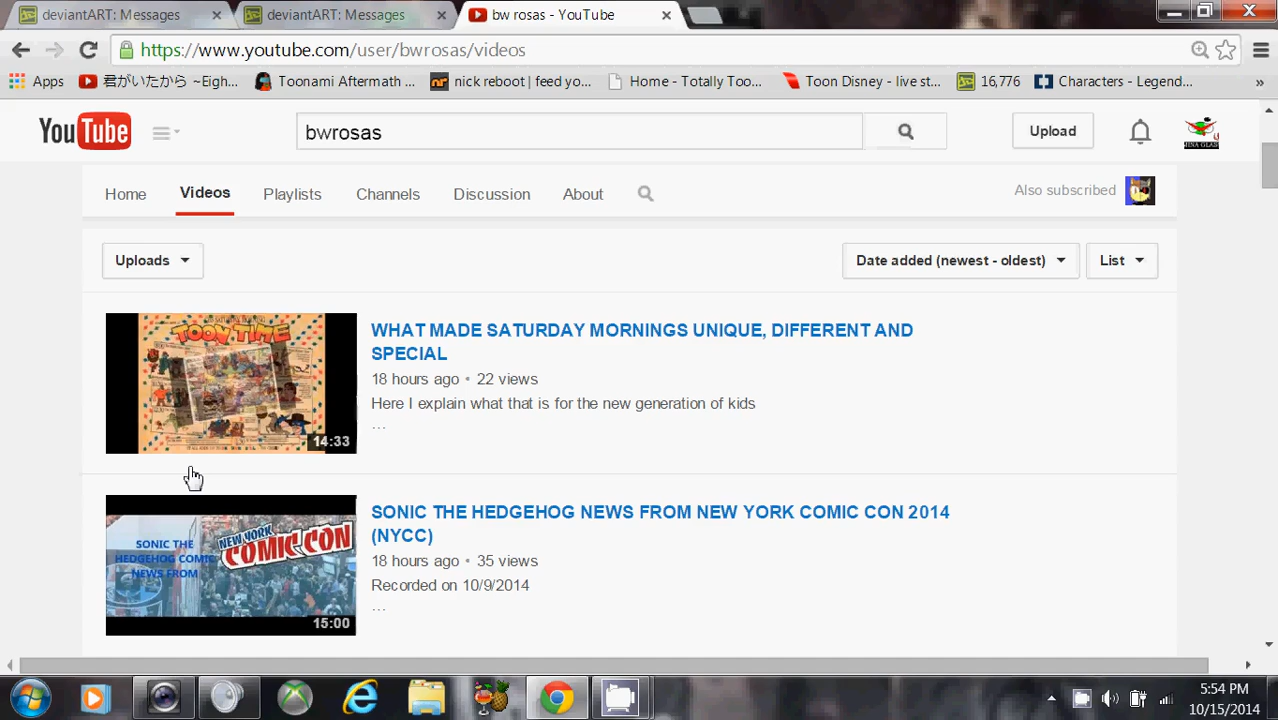 deviantART: Messages
deviantART: Messages
bw rosas - YouTube
https://www.youtube.com/user/bwrosas/videos
Apps
君がいたから ~Eigh...
Toonami Aftermath ...
nick reboot | feed yo...
Home - Totally Too...
Toon Disney - live st...
16,776
Characters - Legend...
»
YouTube
bwrosas
Upload
Home
Videos
Playlists
Channels
Discussion
About
Also subscribed
Uploads
Date added (newest - oldest)
List
TOON TIME
14:33
WHAT MADE SATURDAY MORNINGS UNIQUE, DIFFERENT AND
SPECIAL
18 hours ago • 22 views
Here I explain what that is for the new generation of kids
...
SONIC THE
HEDGEHOG COMIC
NEWS FROM
NEW YORK
COMIC CON
15:00
SONIC THE HEDGEHOG NEWS FROM NEW YORK COMIC CON 2014
(NYCC)
18 hours ago • 35 views
Recorded on 10/9/2014
...
5:54 PM
10/15/2014